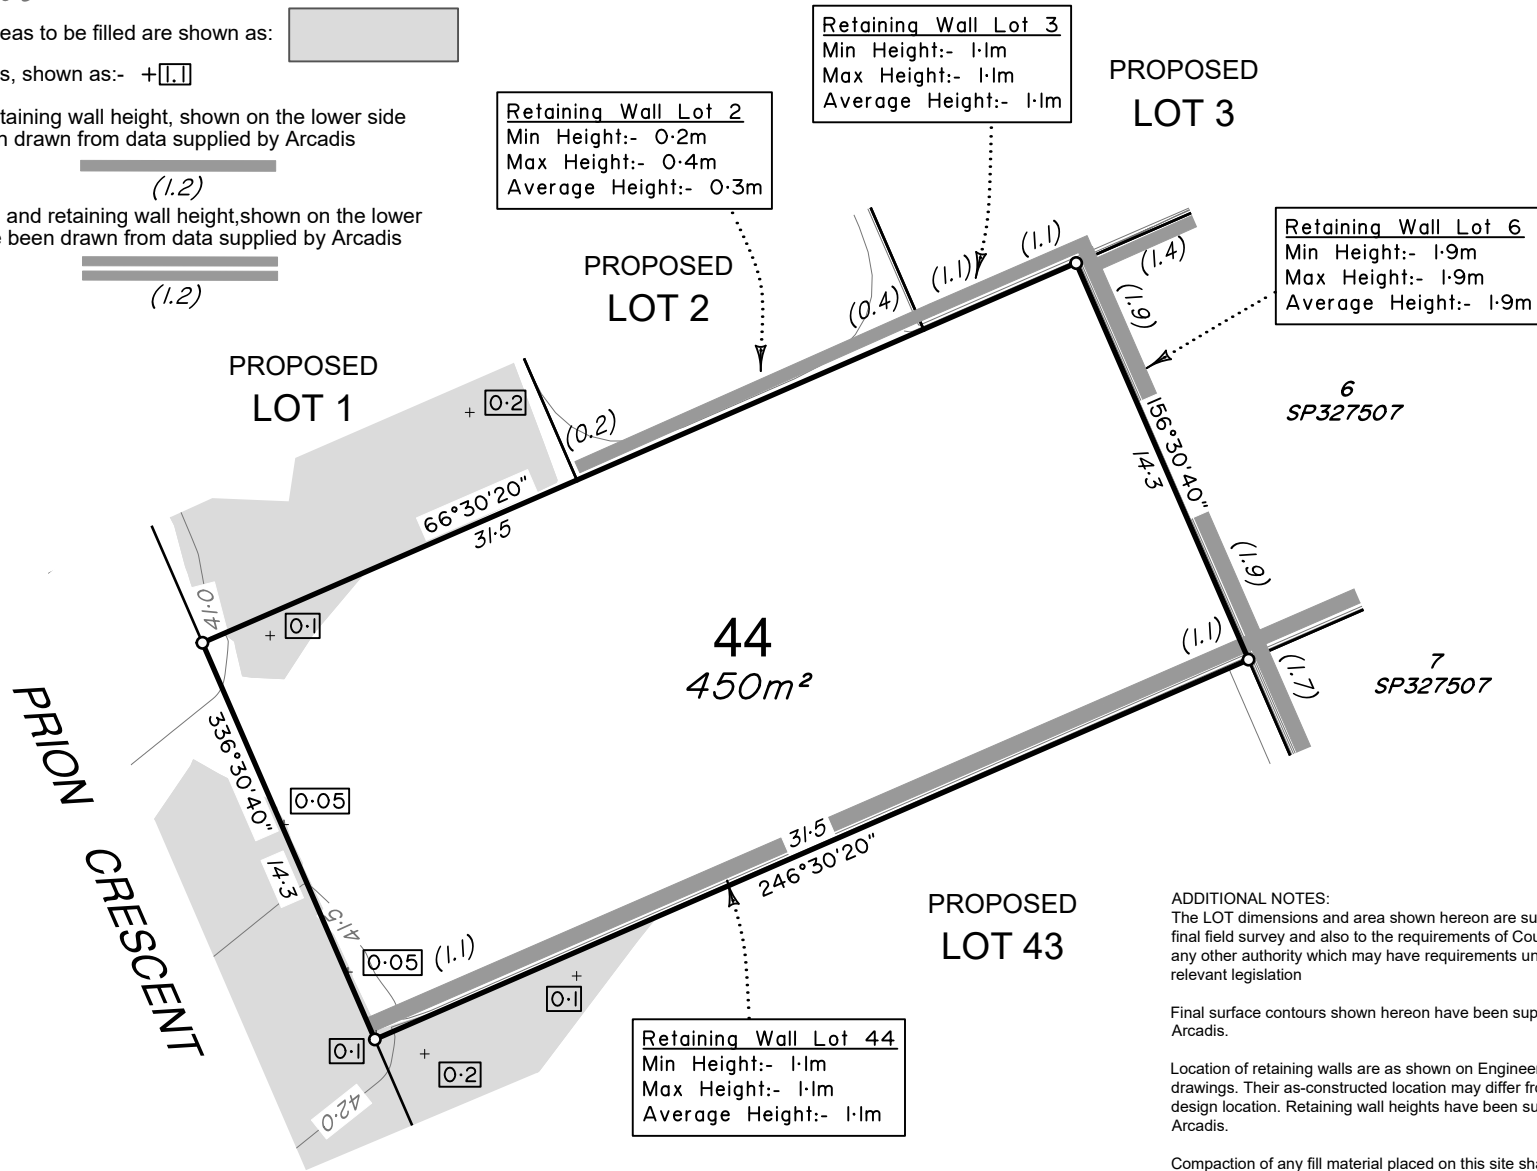 eas to be filled are shown as:
s, shown as:- +1.1
taining wall height, shown on the lower side
n drawn from data supplied by Arcadis
(1.2)
and retaining wall height,shown on the lower
e been drawn from data supplied by Arcadis
(1.2)
Retaining Wall Lot 2
Min Height:- 0·2m
Max Height:- 0·4m
Average Height:- 0·3m
Retaining Wall Lot 3
Min Height:- 1·1m
Max Height:- 1·1m
Average Height:- 1·1m
PROPOSED
LOT 3
Retaining Wall Lot 6
Min Height:- 1·9m
Max Height:- 1·9m
Average Height:- 1·9m
PROPOSED
LOT 2
PROPOSED
LOT 1
(0.2)
(0.4)
(1.1)
(1.1)
(1.4)
(1.9)
0·2
66°30'20"
31·5
156°30'40"
14·3
6
SP327507
(1.9)
(1.1)
(1.7)
7
SP327507
41·0
0·1
44
450m²
PRION CRESCENT
336°30'40"
14·3
0·05
41·5
0·05
(1.1)
31·5
246°30'20"
0·1
0·1
0·2
42·0
PROPOSED
LOT 43
Retaining Wall Lot 44
Min Height:- 1·1m
Max Height:- 1·1m
Average Height:- 1·1m
ADDITIONAL NOTES:
The LOT dimensions and area shown hereon are su
final field survey and also to the requirements of Cou
any other authority which may have requirements un
relevant legislation
Final surface contours shown hereon have been sup
Arcadis.
Location of retaining walls are as shown on Engineer
drawings. Their as-constructed location may differ fro
design location. Retaining wall heights have been su
Arcadis.
Compaction of any fill material placed on this site sha